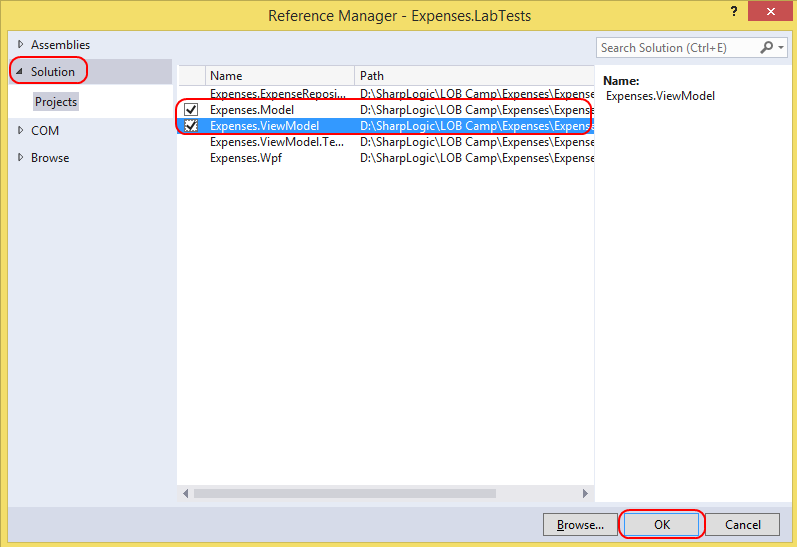 Reference Manager - Expenses.LabTests
?
Assemblies
Solution
Projects
COM
Browse
Name Path
Expenses.ExpenseReposi... D:\SharpLogic\LOB Camp\Expenses\Expense
Expenses.Model D:\SharpLogic\LOB Camp\Expenses\Expense
Expenses.ViewModel D:\SharpLogic\LOB Camp\Expenses\Expense
Expenses.ViewModel.Te... D:\SharpLogic\LOB Camp\Expenses\Expense
Expenses.Wpf D:\SharpLogic\LOB Camp\Expenses\Expense
Search Solution (Ctrl+E)
Name:
Expenses.ViewModel
Browse... OK Cancel